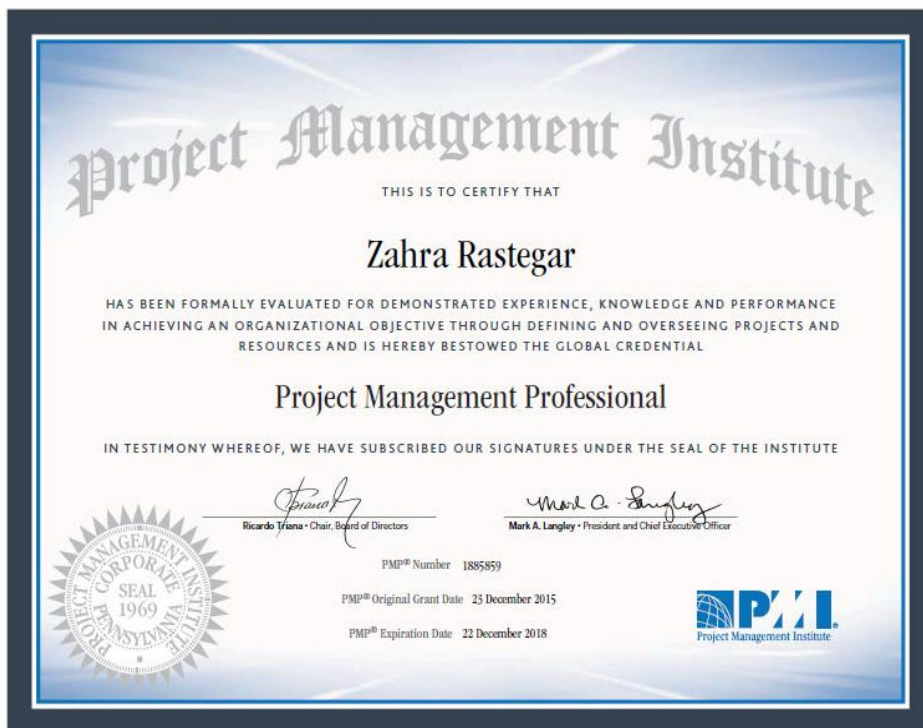 Project Management Institute
THIS IS TO CERTIFY THAT
Zahra Rastegar
HAS BEEN FORMALLY EVALUATED FOR DEMONSTRATED EXPERIENCE, KNOWLEDGE AND PERFORMANCE
IN ACHIEVING AN ORGANIZATIONAL OBJECTIVE THROUGH DEFINING AND OVERSEEING PROJECTS AND
RESOURCES AND IS HEREBY BESTOWED THE GLOBAL CREDENTIAL
Project Management Professional
IN TESTIMONY WHEREOF, WE HAVE SUBSCRIBED OUR SIGNATURES UNDER THE SEAL OF THE INSTITUTE
Mark A. Langley
Ricardo Triana • Chair, Board of Directors
Mark A. Langley • President and Chief Executive Officer
PROJECT MANAGEMENT INSTITUTE
CORPORATE
SEAL
1969
PENNSYLVANIA
PMP® Number 1885859
PMP® Original Grant Date 23 December 2015
PMP® Expiration Date 22 December 2018
PMI®
Project Management Institute